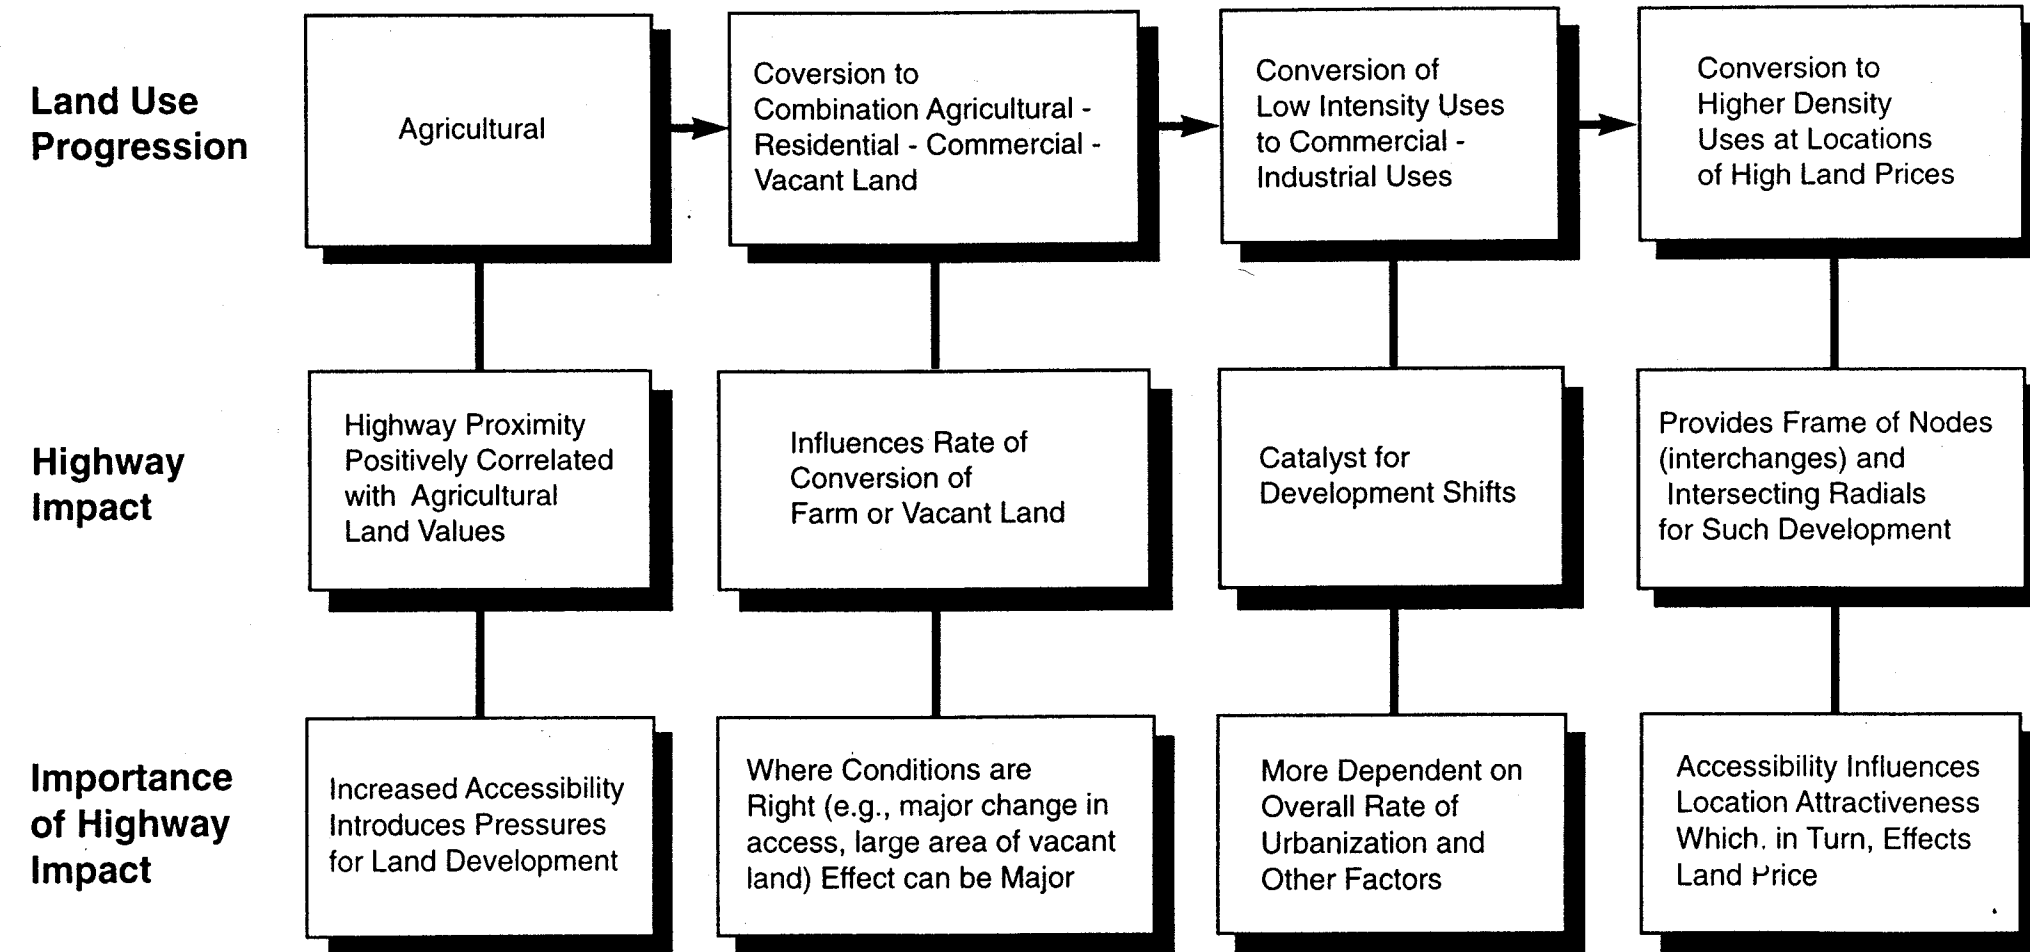 Land Use
Progression
Agricultural
Coversion to
Combination Agricultural -
Residential - Commercial -
Vacant Land
Conversion of
Low Intensity Uses
to Commercial -
Industrial Uses
Conversion to
Higher Density
Uses at Locations
of High Land Prices
Highway
Impact
Highway Proximity
Positively Correlated
with Agricultural
Land Values
Influences Rate of
Conversion of
Farm or Vacant Land
Catalyst for
Development Shifts
Provides Frame of Nodes
(interchanges) and
Intersecting Radials
for Such Development
Importance
of Highway
Impact
Increased Accessibility
Introduces Pressures
for Land Development
Where Conditions are
Right (e.g., major change in
access, large area of vacant
land) Effect can be Major
More Dependent on
Overall Rate of
Urbanization and
Other Factors
Accessibility Influences
Location Attractiveness
Which, in Turn, Effects
Land Price